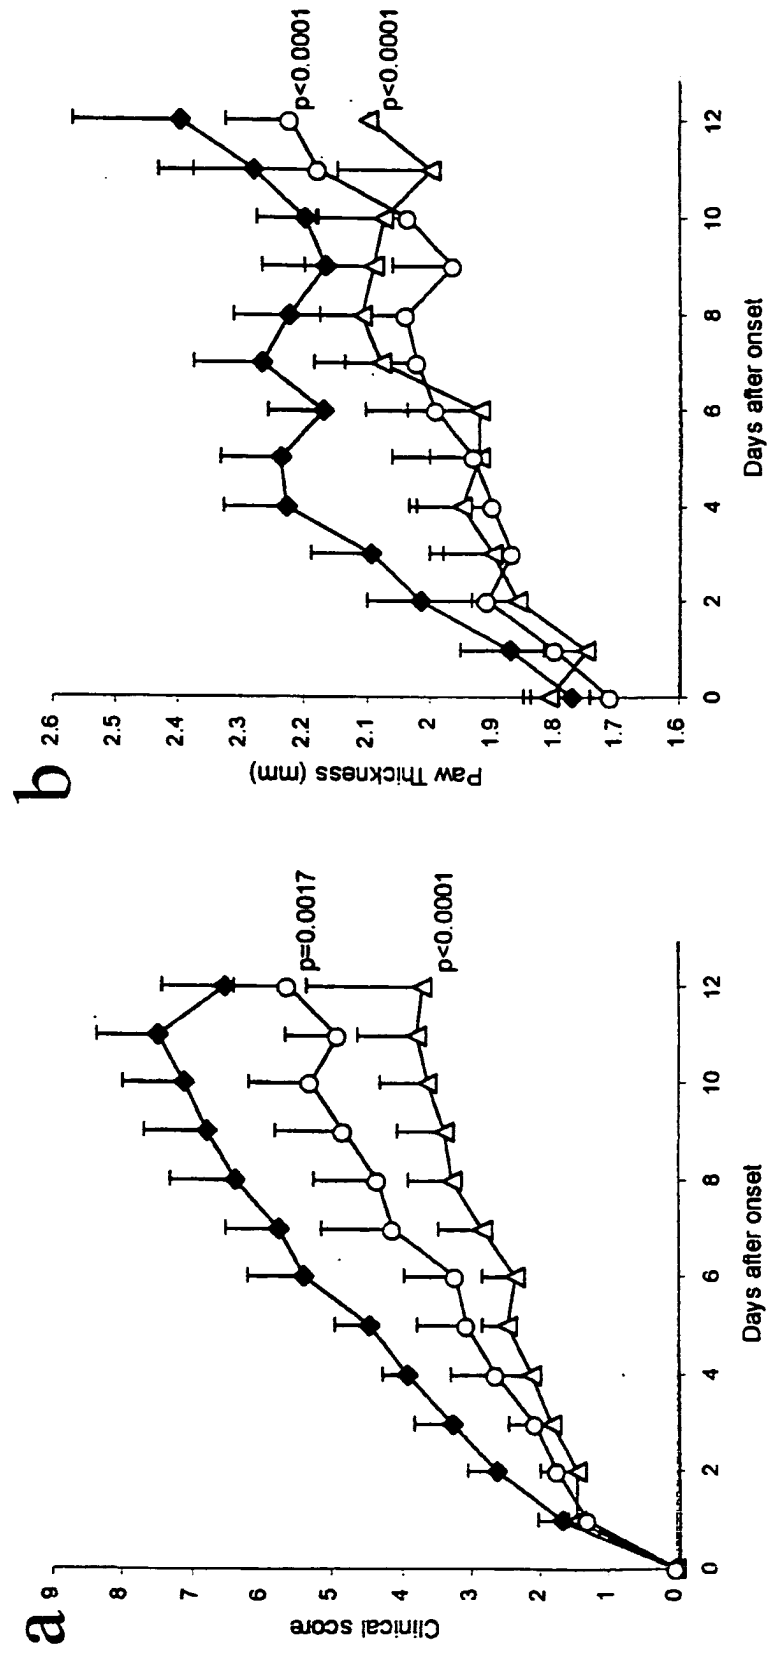 a
Clinical score
9
8
7
6
5
4
3
2
1
0
0 2 4 6 8 10 12
Days after onset
p=0.0017
p<0.0001
b
Paw Thickness (mm)
2.6
2.5
2.4
2.3
2.2
2.1
2
1.9
1.8
1.7
1.6
0 2 4 6 8 10 12
Days after onset
p<0.0001
p<0.0001